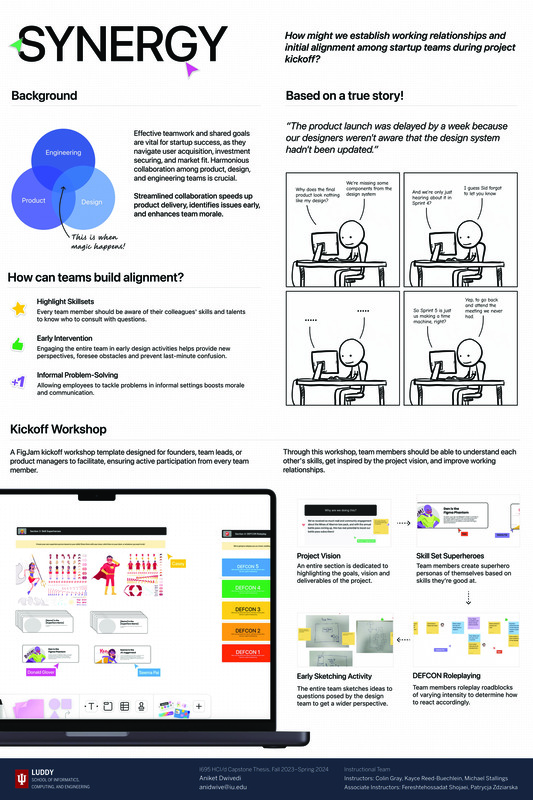 SYNERGY
How might we establish working relationships and
initial alignment among startup teams during project
kickoff?
Background
Engineering
Product
Design
This is when
magic happens!
Effective teamwork and shared goals
are vital for startup success, as they
navigate user acquisition, investment
securing, and market fit. Harmonious
collaboration among product, design,
and engineering teams is crucial.
Streamlined collaboration speeds up
product delivery, identifies issues early,
and enhances team morale.
Based on a true story!
“The product launch was delayed by a week because
our designers weren't aware that the design system
hadn't been updated.”
Why does the final
product look nothing
like my design?
We're missing some
components from the
design system
And we're only just
hearing about it in
Sprint 4?
I guess Sid forgot to
let you know
.....
.....
So Sprint 5 is just
us making a time
machine, right?
Yep, to go back
and attend the
meeting we never
had.
How can teams build alignment?
Highlight Skillsets
Every team member should be aware of their colleagues' skills and talents
to know who to consult with questions.
Early Intervention
Engaging the entire team in early design activities helps provide new
perspectives, foresee obstacles and prevent last-minute confusion.
+1
Informal Problem-Solving
Allowing employees to tackle problems in informal settings boosts morale
and communication.
Kickoff Workshop
A FigJam kickoff workshop template designed for founders, team leads, or
product managers to facilitate, ensuring active participation from every team
member.
Through this workshop, team members should be able to understand each
other's skills, get inspired by the project vision, and improve working
relationships.
DEFCON 5
DEFCON 4
DEFCON 3
DEFCON 2
DEFCON 1
Donald Glover
Why are we doing this?
Dev is the
Figma Phantom
Project Vision
An entire section is dedicated to
highlighting the goals, vision and
deliverables of the project.
Skill Set Superheroes
Team members create superhero
personas of themselves based on
skills they're good at.
Early Sketching Activity
The entire team sketches ideas to
questions posed by the design
team to get a wider perspective.
DEFCON Roleplaying
Team members roleplay roadblocks
of varying intensity to determine how
to react accordingly.
LUDDY
SCHOOL OF INFORMATICS,
COMPUTING, AND ENGINEERING
I695 HCI/d Capstone Thesis, Fall 2023–Spring 2024
Aniket Dwivedi
anidwive@iu.edu
Instructional Team
Instructors: Colin Gray, Kayce Reed-Buechlein, Michael Stallings
Associate Instructors: Fereshtehossadat Shojaei, Patrycja Zdziarska